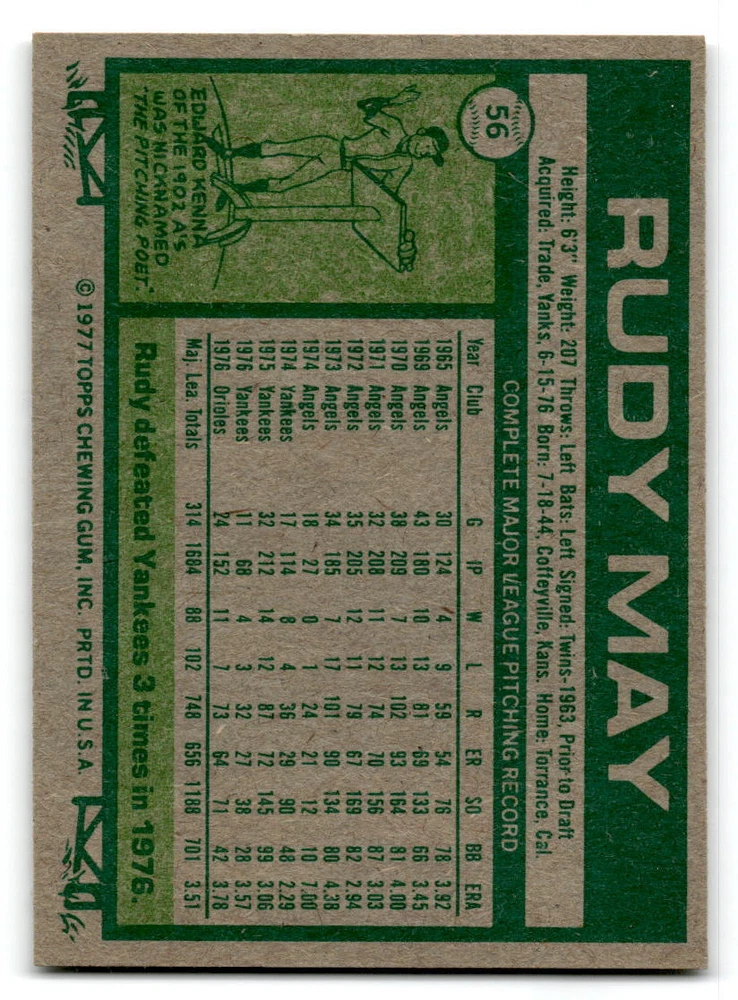 56
RUDY MAY
Height: 6'3" Weight: 207 Throws: Left Bats: Left Signed: Twins-1963, Prior to Draft
Acquired: Trade, Yanks, 6-15-76 Born: 7-18-44, Coffeyville, Kans. Home: Torrance, Cal.
EDWARD KENNA
OF THE 1902 A'S
WAS NICKNAMED
"THE PITCHING POET."
COMPLETE MAJOR LEAGUE PITCHING RECORD
Year Club G IP W L R ER SO BB ERA
1965 Angels 30 124 4 9 59 54 76 78 3.92
1969 Angels 43 180 10 13 81 69 133 66 3.45
1970 Angels 38 209 7 13 102 93 164 81 4.00
1971 Angels 32 208 11 12 74 70 156 87 3.03
1972 Angels 35 205 12 11 79 67 169 82 2.94
1973 Angels 34 185 7 17 101 90 134 80 4.38
1974 Angels 18 27 0 1 24 21 12 10 7.00
1974 Yankees 17 114 8 4 36 29 90 48 2.29
1975 Yankees 32 212 14 12 87 72 145 99 3.06
1976 Yankees 11 68 4 3 32 27 38 28 3.57
1976 Orioles 24 152 11 7 73 64 71 42 3.78
Maj. Lea. Totals 314 1684 88 102 748 656 1188 701 3.51
Rudy defeated Yankees 3 times in 1976.
© 1977 TOPPS CHEWING GUM, INC. PRTD. IN U.S.A.